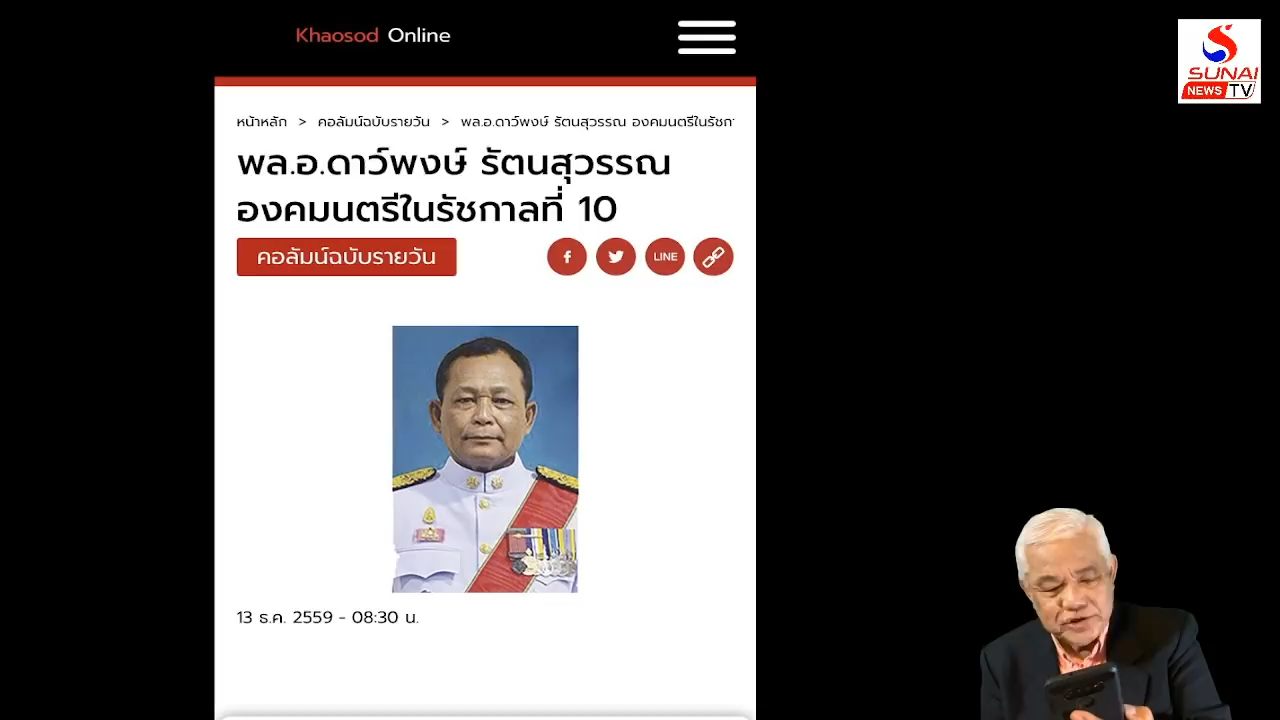 Khaosod Online
SUNAI
NEWS TV
หน้าหลัก > คอลัมน์ฉบับรายวัน > พล.อ.ดาว์พงษ์ รัตนสุวรรณ องคมนตรีในรัชกา
พล.อ.ดาว์พงษ์ รัตนสุวรรณ
องคมนตรีในรัชกาลที่ 10
คอลัมน์ฉบับรายวัน
LINE
13 ธ.ค. 2559 - 08:30 น.